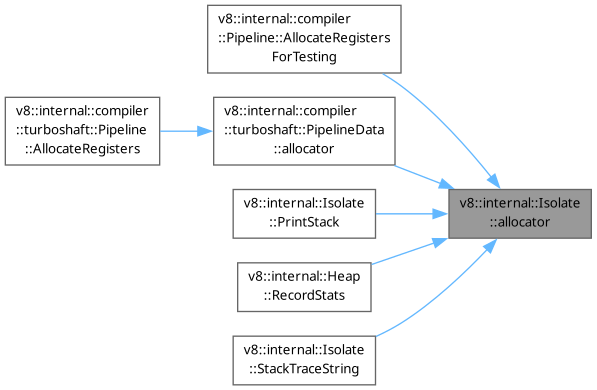 v8::internal::compiler
::Pipeline::AllocateRegisters
ForTesting
v8::internal::compiler
::turboshaft::Pipeline
::AllocateRegisters
v8::internal::compiler
::turboshaft::PipelineData
::allocator
v8::internal::Isolate
::PrintStack
v8::internal::Isolate
::allocator
v8::internal::Heap
::RecordStats
v8::internal::Isolate
::StackTraceString